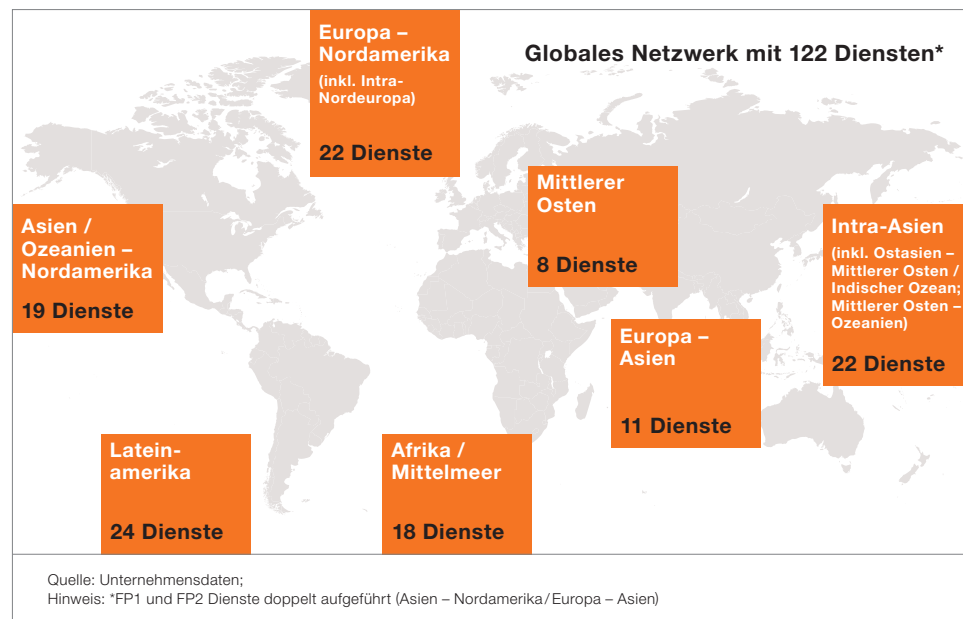 Globales Netzwerk mit 122 Diensten*
Europa –
Nordamerika
(inkl. Intra-
Nordeuropa)
22 Dienste
Mittlerer
Osten
8 Dienste
Asien /
Ozeanien –
Nordamerika
19 Dienste
Intra-Asien
(inkl. Ostasien –
Mittlerer Osten /
Indischer Ozean;
Mittlerer Osten –
Ozeanien)
22 Dienste
Europa –
Asien
11 Dienste
Latein-
amerika
24 Dienste
Afrika /
Mittelmeer
18 Dienste
Quelle: Unternehmensdaten;
Hinweis: *FP1 und FP2 Dienste doppelt aufgeführt (Asien – Nordamerika/Europa – Asien)